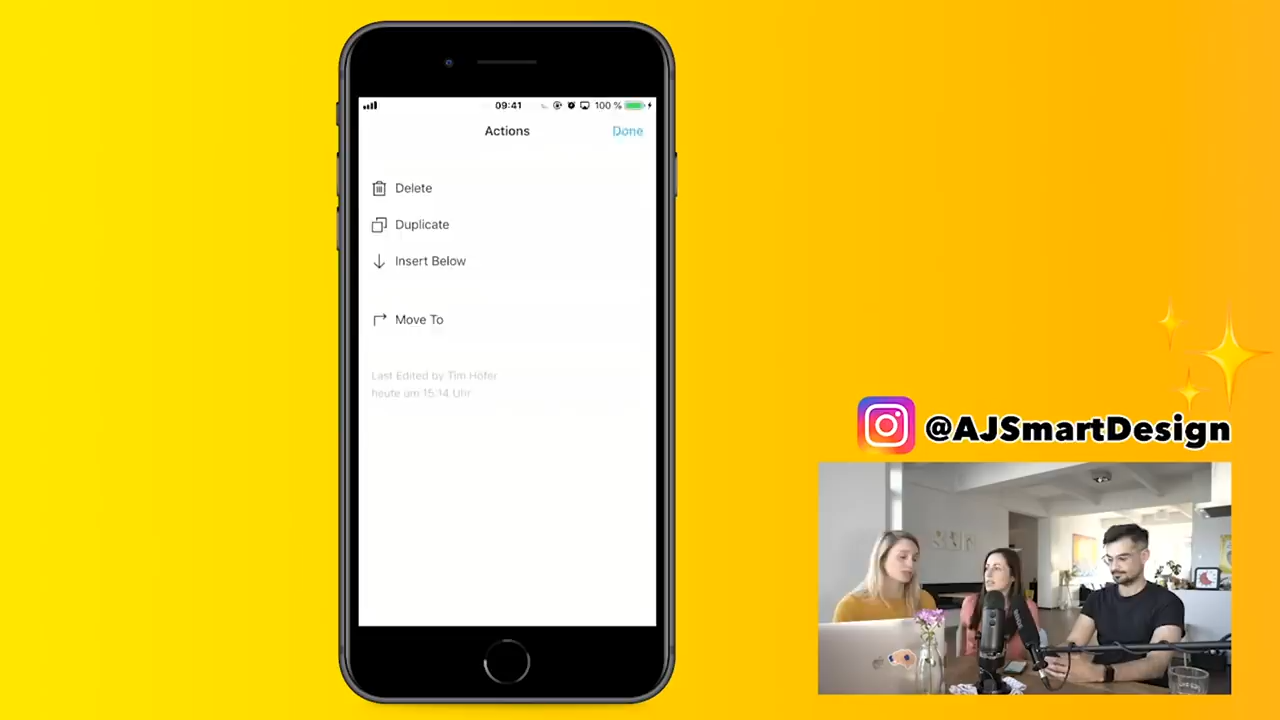 09:41
100 %
Actions
Done
Delete
Duplicate
Insert Below
Move To
Last Edited by Tim Höfer
heute um 15:14 Uhr
@AJSmartDesign